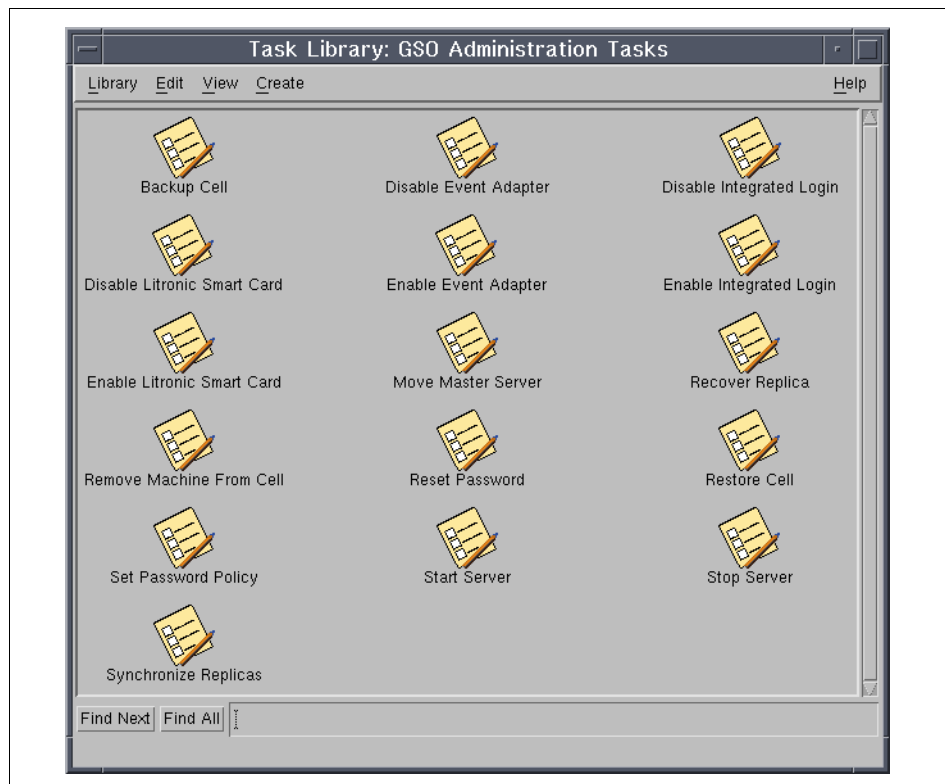 Task Library: GSO Administration Tasks
Library Edit View Create Help
Backup Cell Disable Event Adapter Disable Integrated Login
Disable Litronic Smart Card Enable Event Adapter Enable Integrated Login
Enable Litronic Smart Card Move Master Server Recover Replica
Remove Machine From Cell Reset Password Restore Cell
Set Password Policy Start Server Stop Server
Synchronize Replicas
Find Next Find All